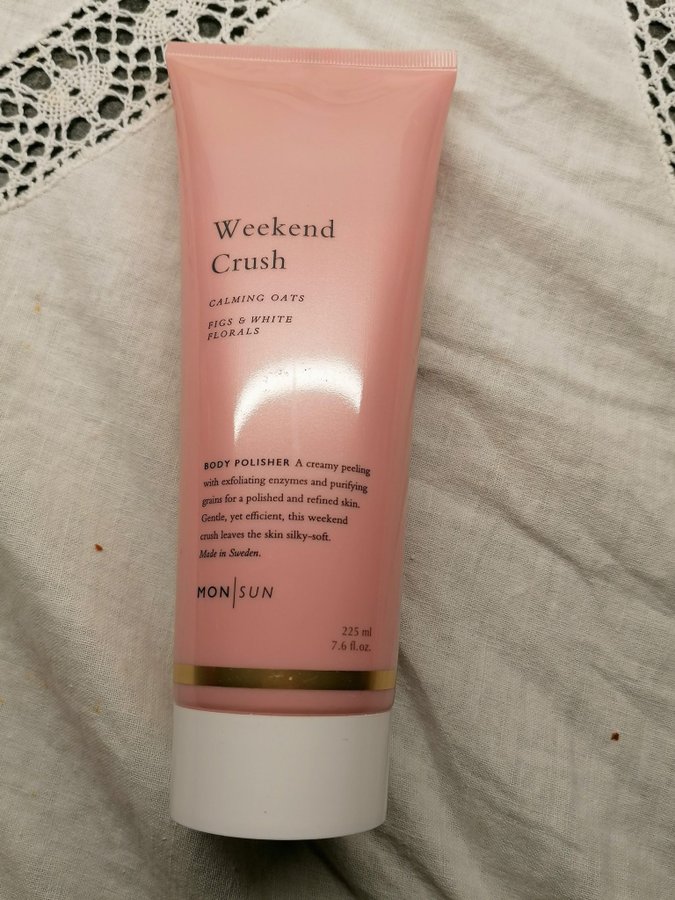 Weekend
Crush
CALMING OATS
FIGS & WHITE
FLORALS
BODY POLISHER A creamy peeling
with exfoliating enzymes and purifying
grains for a polished and refined skin.
Gentle, yet efficient, this weekend
crush leaves the skin silky-soft.
Made in Sweden.
MON|SUN
225 ml
7.6 fl.oz.